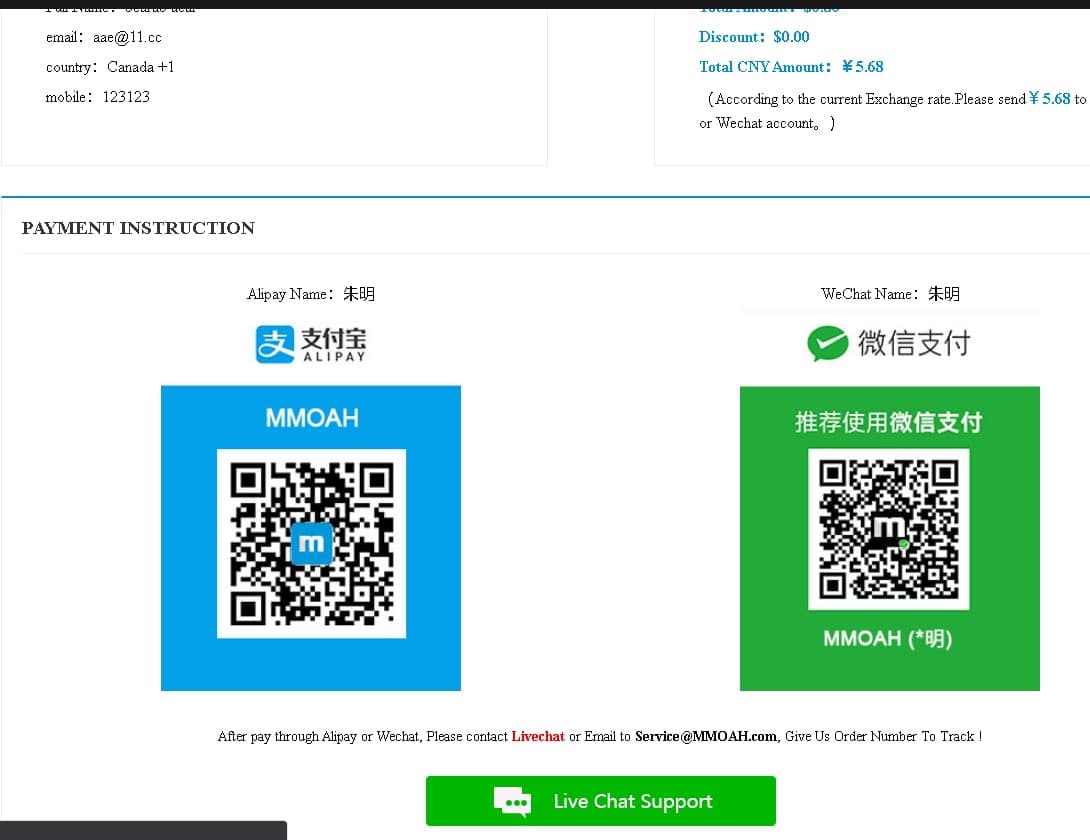 email：aae@11.cc
country：Canada +1
mobile：123123
Total Amount：$0.80
Discount：$0.00
Total CNY Amount：￥5.68
（According to the current Exchange rate.Please send￥5.68 to
or Wechat account。）
PAYMENT INSTRUCTION
Alipay Name：朱明
支付宝
ALIPAY
MMOAH
m
WeChat Name：朱明
微信支付
推荐使用微信支付
m
MMOAH (*明)
After pay through Alipay or Wechat, Please contact Livechat or Email to Service@MMOAH.com, Give Us Order Number To Track !
Live Chat Support